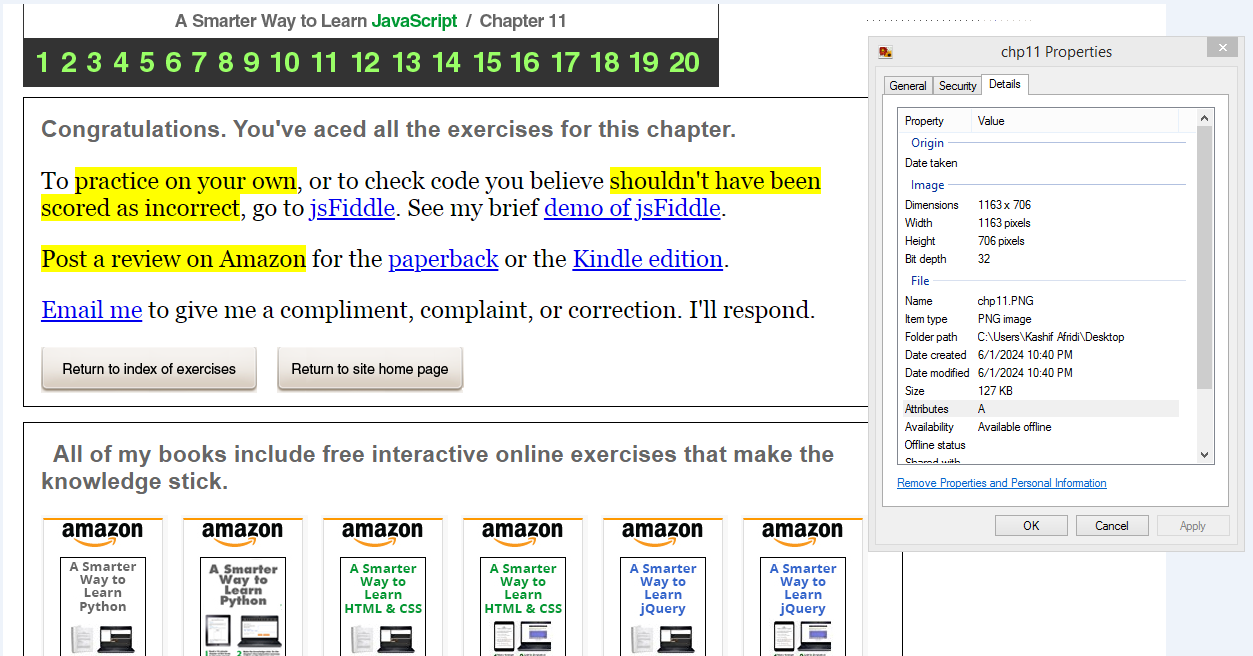 A Smarter Way to Learn JavaScript / Chapter 11
1 2 3 4 5 6 7 8 9 10 11 12 13 14 15 16 17 18 19 20
Congratulations. You've aced all the exercises for this chapter.
To practice on your own, or to check code you believe shouldn't have been
scored as incorrect, go to jsFiddle. See my brief demo of jsFiddle.
Post a review on Amazon for the paperback or the Kindle edition.
Email me to give me a compliment, complaint, or correction. I'll respond.
Return to index of exercises Return to site home page
All of my books include free interactive online exercises that make the
knowledge stick.
amazon amazon amazon amazon amazon amazon
A Smarter
Way to
Learn
Python
A Smarter
Way to
Learn
Python
A Smarter
Way to
Learn
HTML & CSS
A Smarter
Way to
Learn
HTML & CSS
A Smarter
Way to
Learn
jQuery
A Smarter
Way to
Learn
jQuery
chp11 Properties
General Security Details
Property Value
Origin
Date taken
Image
Dimensions 1163 x 706
Width 1163 pixels
Height 706 pixels
Bit depth 32
File
Name chp11.PNG
Item type PNG image
Folder path C:\Users\Kashif Afridi\Desktop
Date created 6/1/2024 10:40 PM
Date modified 6/1/2024 10:40 PM
Size 127 KB
Attributes A
Availability Available offline
Offline status
Shared with
Remove Properties and Personal Information
OK Cancel Apply